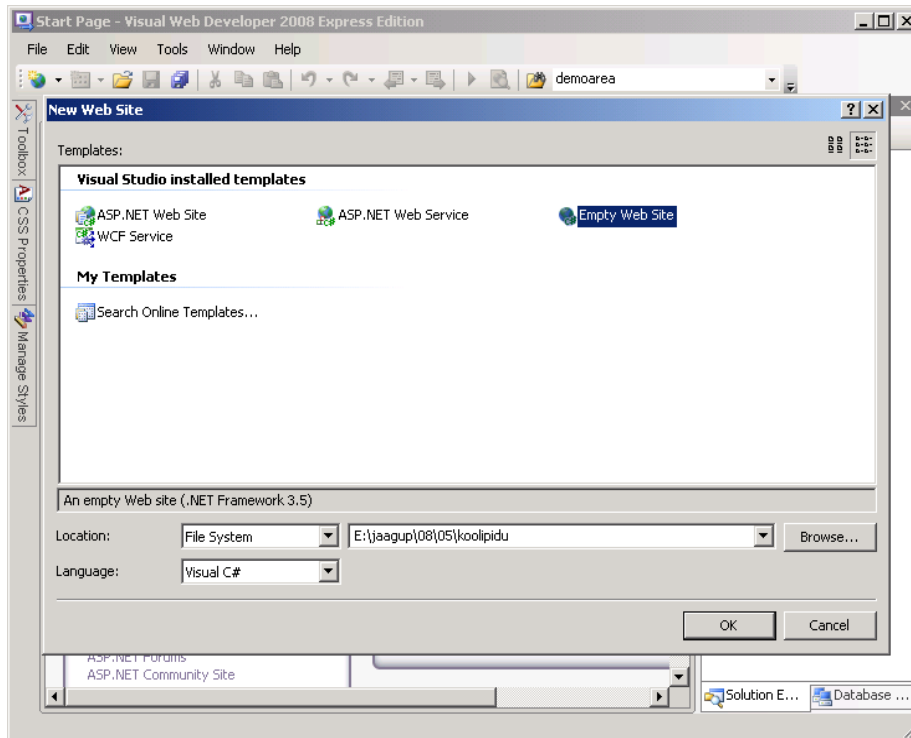 Start Page - Visual Web Developer 2008 Express Edition
File Edit View Tools Window Help
demoarea
New Web Site
Templates:
Visual Studio installed templates
ASP.NET Web Site ASP.NET Web Service Empty Web Site
WCF Service
My Templates
Search Online Templates...
Toolbox
CSS Properties
Manage Styles
An empty Web site (.NET Framework 3.5)
Location: File System E:\jaagup\08\05\koolipidu Browse...
Language: Visual C#
OK Cancel
ASP.NET Forums
ASP.NET Community Site
Solution E... Database ...